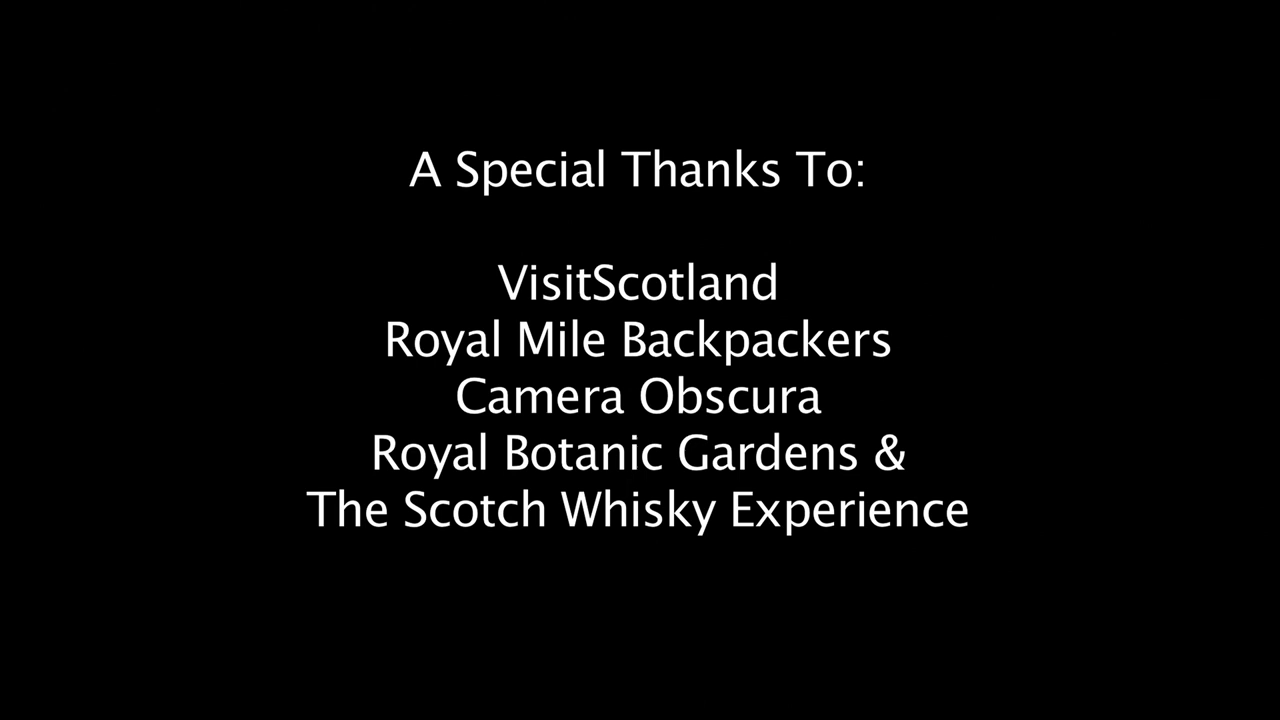 A Special Thanks To:
VisitScotland
Royal Mile Backpackers
Camera Obscura
Royal Botanic Gardens &
The Scotch Whisky Experience